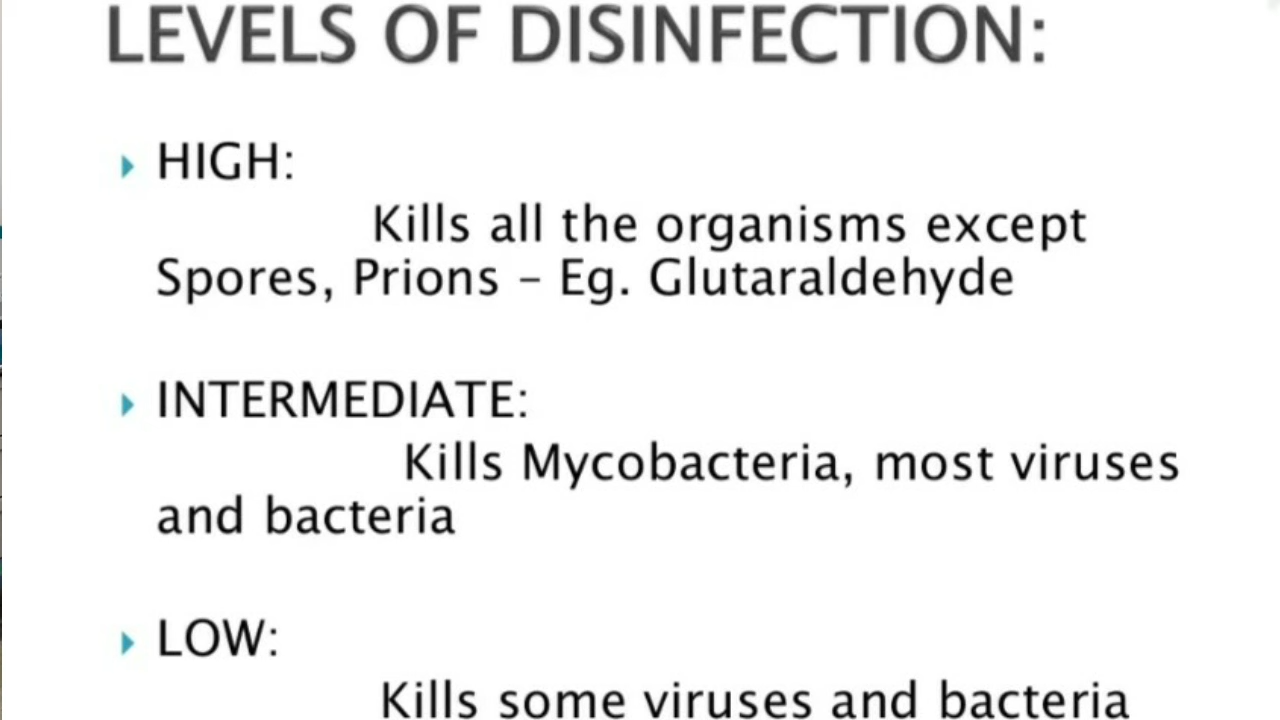 LEVELS OF DISINFECTION:
HIGH:
Kills all the organisms except
Spores, Prions – Eg. Glutaraldehyde
INTERMEDIATE:
Kills Mycobacteria, most viruses
and bacteria
LOW:
Kills some viruses and bacteria